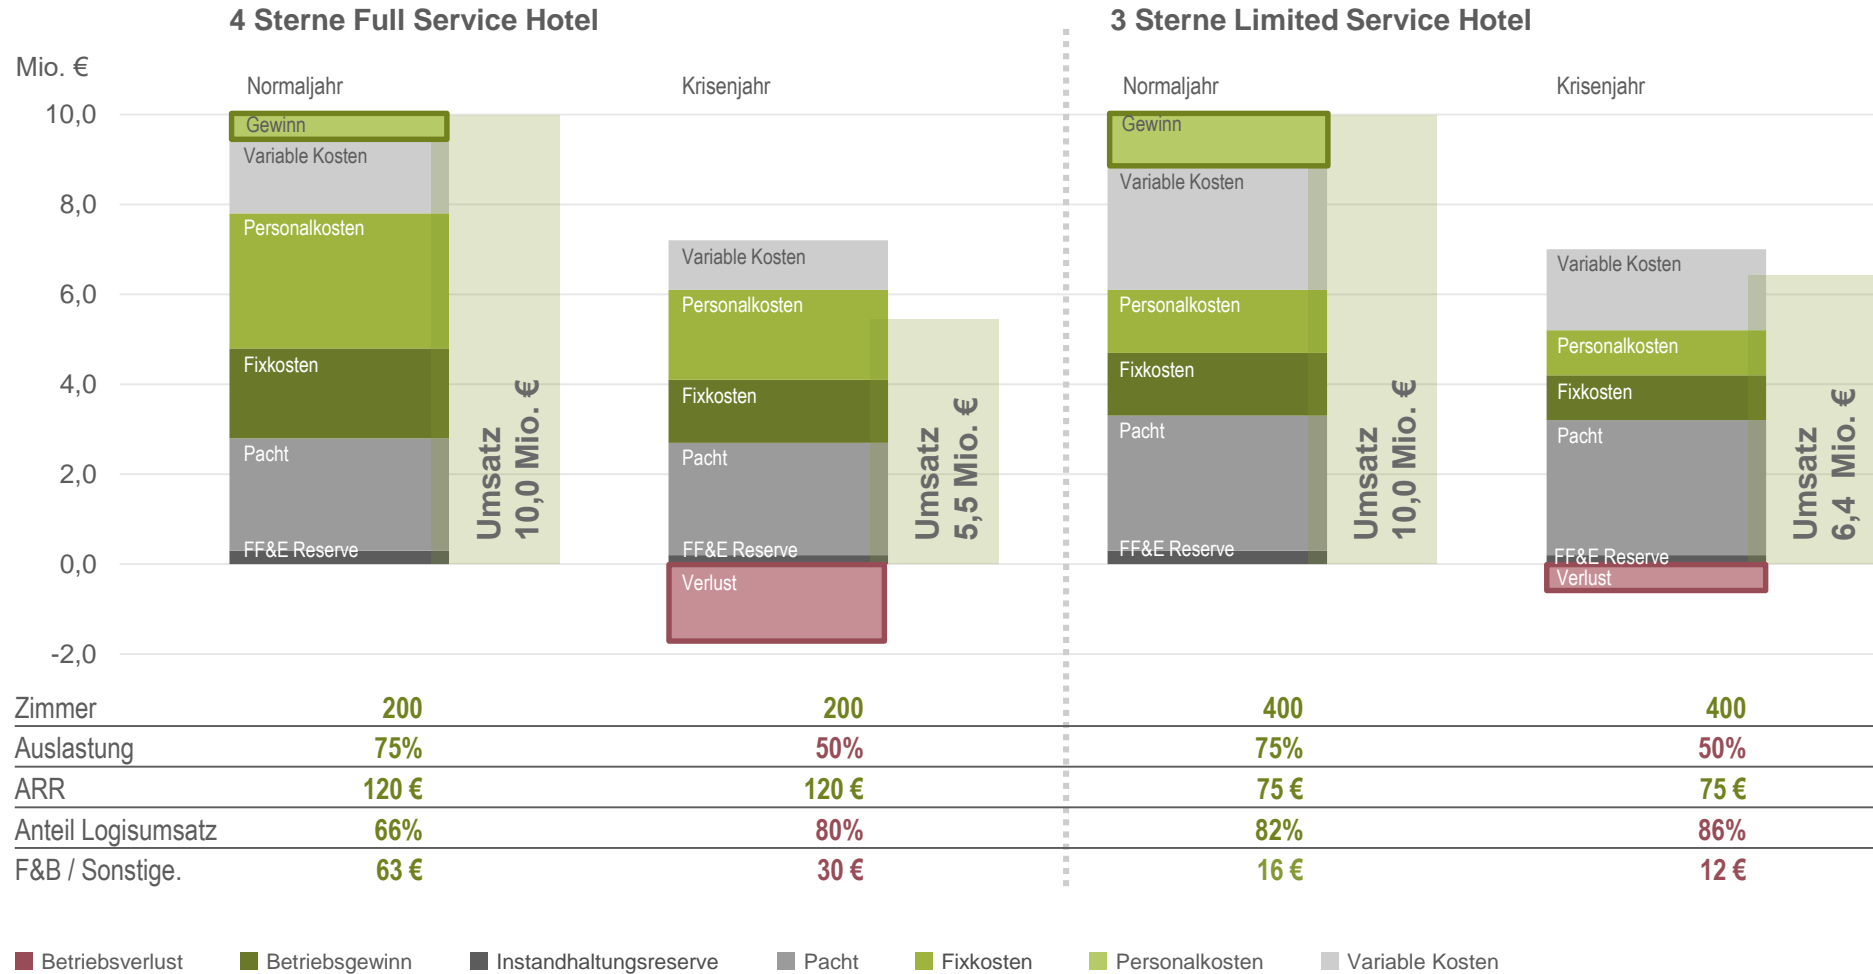 4 Sterne Full Service Hotel
3 Sterne Limited Service Hotel
Mio. €
Normaljahr
Krisenjahr
Normaljahr
Krisenjahr
10,0
8,0
6,0
4,0
2,0
0,0
-2,0
Gewinn
Variable Kosten
Personalkosten
Fixkosten
Pacht
FF&E Reserve
Umsatz
10,0 Mio. €
Variable Kosten
Personalkosten
Fixkosten
Pacht
FF&E Reserve
Verlust
Umsatz
5,5 Mio. €
Gewinn
Variable Kosten
Personalkosten
Fixkosten
Pacht
FF&E Reserve
Umsatz
10,0 Mio. €
Variable Kosten
Personalkosten
Fixkosten
Pacht
FF&E Reserve
Verlust
Umsatz
6,4 Mio. €
Zimmer 200 200 400 400
Auslastung 75% 50% 75% 50%
ARR 120 € 120 € 75 € 75 €
Anteil Logisumsatz 66% 80% 82% 86%
F&B / Sonstige. 63 € 30 € 16 € 12 €
Betriebsverlust Betriebsgewinn Instandhaltungsreserve Pacht Fixkosten Personalkosten Variable Kosten